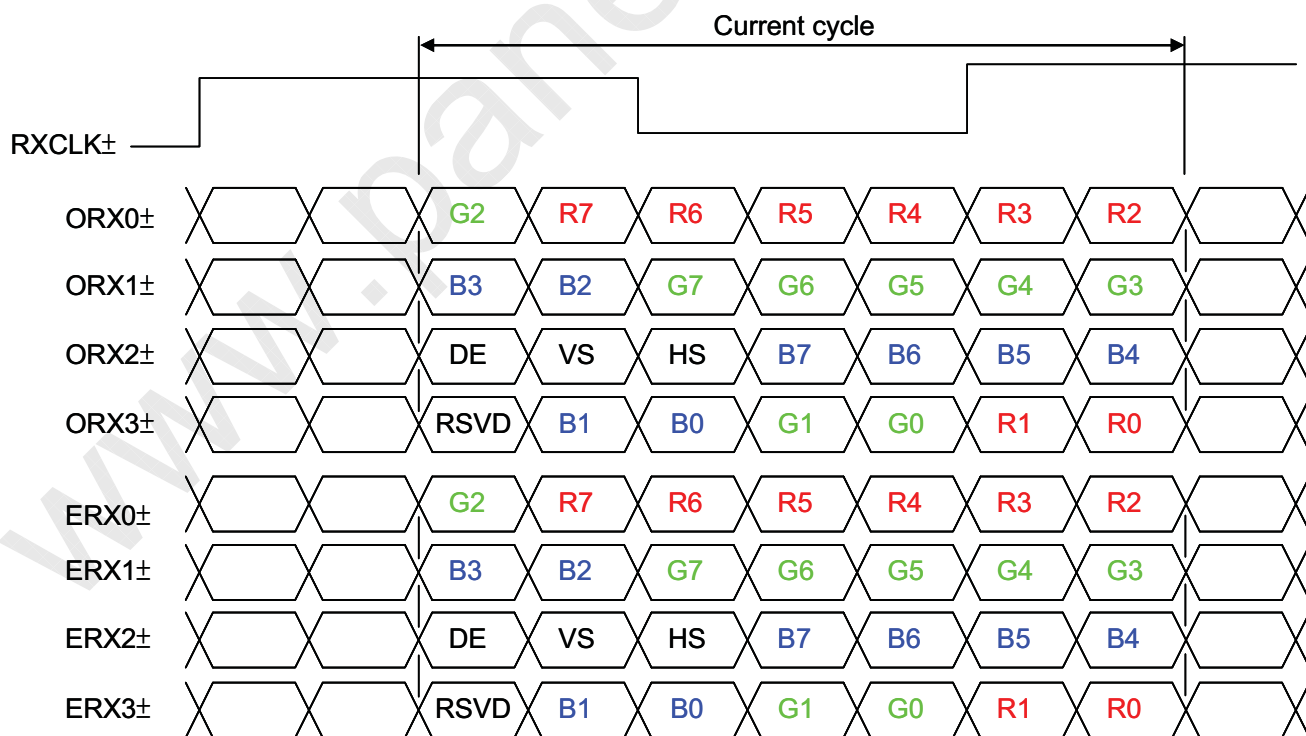 Current cycle
RXCLK±
ORX0± G2 R7 R6 R5 R4 R3 R2
ORX1± B3 B2 G7 G6 G5 G4 G3
ORX2± DE VS HS B7 B6 B5 B4
ORX3± RSVD B1 B0 G1 G0 R1 R0
ERX0± G2 R7 R6 R5 R4 R3 R2
ERX1± B3 B2 G7 G6 G5 G4 G3
ERX2± DE VS HS B7 B6 B5 B4
ERX3± RSVD B1 B0 G1 G0 R1 R0
www.pane